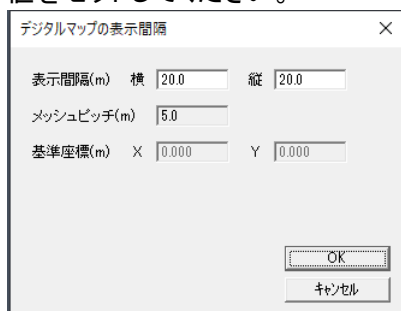 値をセットしてください。
デジタルマップの表示間隔
表示間隔(m) 横 20.0 縦 20.0
メッシュピッチ(m) 5.0
基準座標(m) X 0.000 Y 0.000
OK
キャンセル